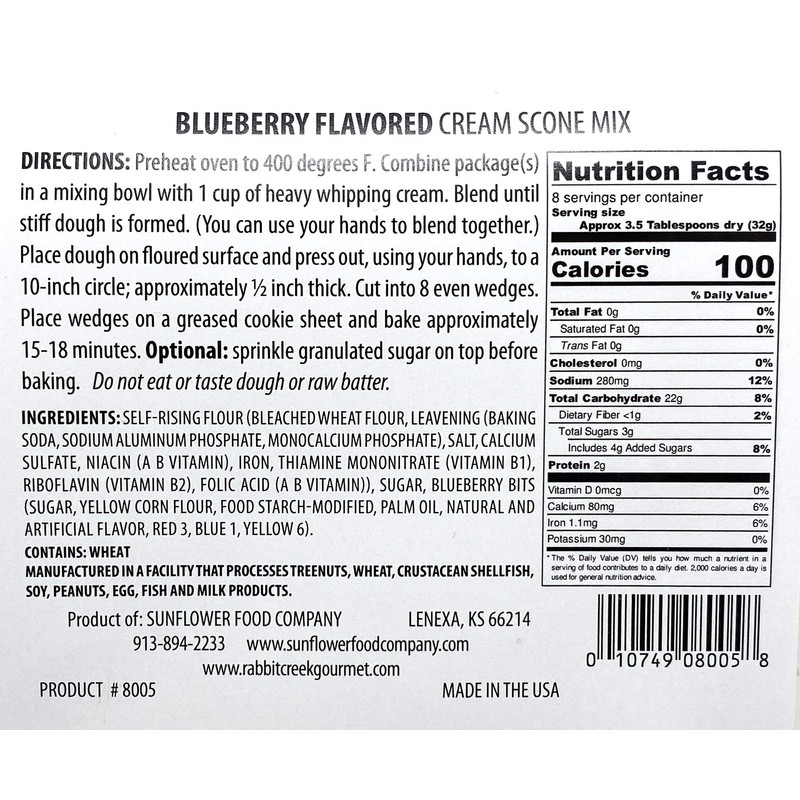 BLUEBERRY FLAVORED CREAM SCONE MIX
DIRECTIONS: Preheat oven to 400 degrees F. Combine package(s)
in a mixing bowl with 1 cup of heavy whipping cream. Blend until
stiff dough is formed. (You can use your hands to blend together.)
Place dough on floured surface and press out, using your hands, to a
10-inch circle; approximately ½ inch thick. Cut into 8 even wedges.
Place wedges on a greased cookie sheet and bake approximately
15-18 minutes. Optional: sprinkle granulated sugar on top before
baking. Do not eat or taste dough or raw batter.
INGREDIENTS: SELF-RISING FLOUR (BLEACHED WHEAT FLOUR, LEAVENING (BAKING
SODA, SODIUM ALUMINUM PHOSPHATE, MONOCALCIUM PHOSPHATE), SALT, CALCIUM
SULFATE, NIACIN (A B VITAMIN), IRON, THIAMINE MONONITRATE (VITAMIN B1),
RIBOFLAVIN (VITAMIN B2), FOLIC ACID (A B VITAMIN)), SUGAR, BLUEBERRY BITS
(SUGAR, YELLOW CORN FLOUR, FOOD STARCH-MODIFIED, PALM OIL, NATURAL AND
ARTIFICIAL FLAVOR, RED 3, BLUE 1, YELLOW 6).
CONTAINS: WHEAT
MANUFACTURED IN A FACILITY THAT PROCESSES TREENUTS, WHEAT, CRUSTACEAN SHELLFISH,
SOY, PEANUTS, EGG, FISH AND MILK PRODUCTS.
Product of: SUNFLOWER FOOD COMPANY LENEXA, KS 66214
913-894-2233 www.sunflowerfoodcompany.com
www.rabbitcreekgourmet.com
PRODUCT # 8005 MADE IN THE USA
Nutrition Facts
8 servings per container
Serving size
Approx 3.5 Tablespoons dry (32g)
Amount Per Serving
Calories 100
% Daily Value*
Total Fat 0g 0%
Saturated Fat 0g 0%
Trans Fat 0g
Cholesterol 0mg 0%
Sodium 280mg 12%
Total Carbohydrate 22g 8%
Dietary Fiber <1g 2%
Total Sugars 3g
Includes 4g Added Sugars 8%
Protein 2g
Vitamin D 0mcg 0%
Calcium 80mg 6%
Iron 1.1mg 6%
Potassium 30mg 0%
*The % Daily Value (DV) tells you how much a nutrient in a
serving of food contributes to a daily diet. 2,000 calories a day is
used for general nutrition advice.
0 10749 08005 8